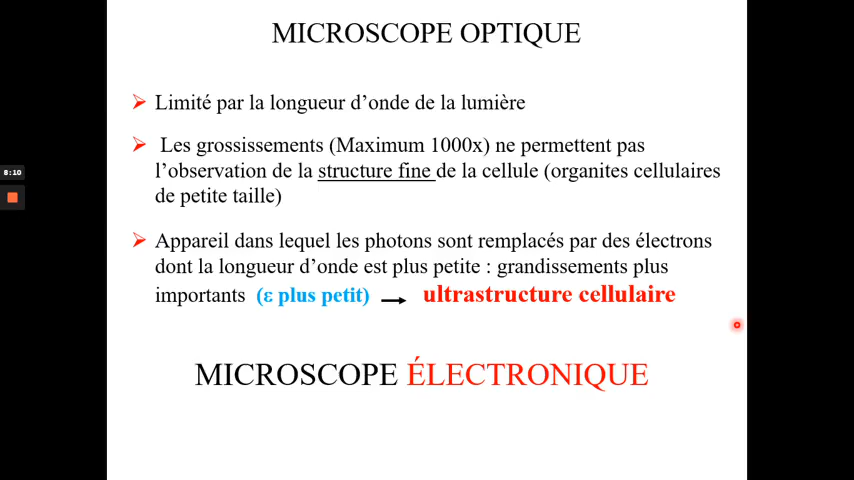 MICROSCOPE OPTIQUE
Limité par la longueur d’onde de la lumière
Les grossissements (Maximum 1000x) ne permettent pas
l’observation de la structure fine de la cellule (organites cellulaires
de petite taille)
8:10
Appareil dans lequel les photons sont remplacés par des électrons
dont la longueur d’onde est plus petite : grandissements plus
importants (ε plus petit) → ultrastructure cellulaire
MICROSCOPE ÉLECTRONIQUE